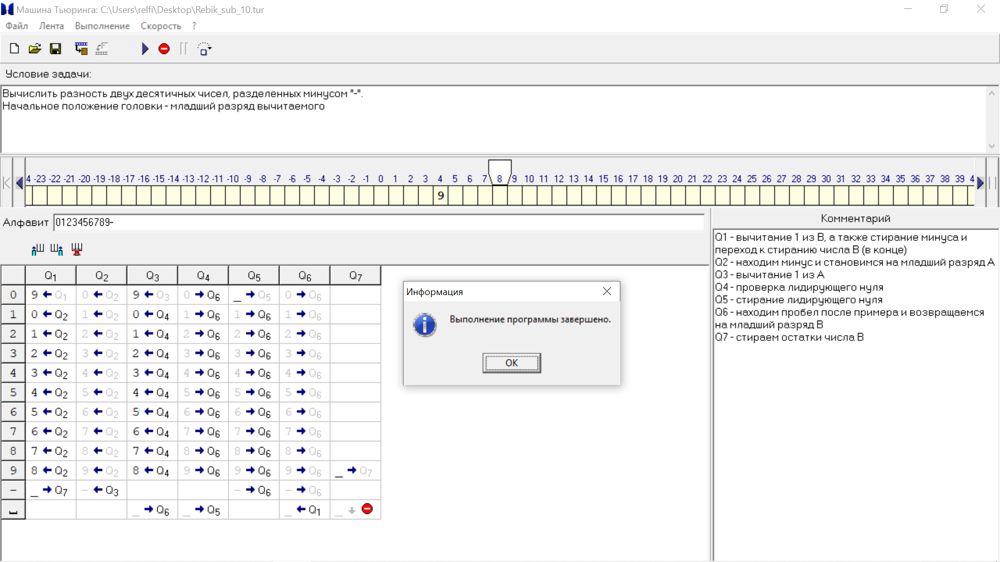 Машина Тьюринга: C:\Users\relfi\Desktop\Rebik_sub_10.tur
Файл Лента Выполнение Скорость ?
Условие задачи:
Вычислить разность двух десятичных чисел, разделенных минусом "-".
Начальное положение головки - младший разряд вычитаемого
4 -23 -22 -21 -20 -19 -18 -17 -16 -15 -14 -13 -12 -11 -10 -9 -8 -7 -6 -5 -4 -3 -2 -1 0 1 2 3 4 5 6 7 8 9 10 11 12 13 14 15 16 17 18 19 20 21 22 23 24 25 26 27 28 29 30 31 32 33 34 35 36 37 38 39 4
9
Алфавит 0123456789-
Комментарий
Q1 - вычитание 1 из В, а также стирание минуса и
переход к стиранию числа В (в конце)
Q2 - находим минус и становимся на младший разряд А
Q3 - вычитание 1 из А
Q4 - проверка лидирующего нуля
Q5 - стирание лидирующего нуля
Q6 - находим пробел после примера и возвращаемся
на младший разряд В
Q7 - стираем остатки числа В
Q1 Q2 Q3 Q4 Q5 Q6 Q7
0 9 ← Q1 0 ← Q2 9 ← Q3 0 → Q6 _ → Q5 0 → Q6
1 0 ← Q2 1 ← Q2 0 ← Q4 1 → Q6 1 → Q6 1 → Q6
2 1 ← Q2 2 ← Q2 1 ← Q4 2 → Q6 2 → Q6 2 → Q6
3 2 ← Q2 3 ← Q2 2 ← Q4 3 → Q6 3 → Q6 3 → Q6
4 3 ← Q2 4 ← Q2 3 ← Q4 4 → Q6 4 → Q6 4 → Q6
5 4 ← Q2 5 ← Q2 4 ← Q4 5 → Q6 5 → Q6 5 → Q6
6 5 ← Q2 6 ← Q2 5 ← Q4 6 → Q6 6 → Q6 6 → Q6
7 6 ← Q2 7 ← Q2 6 ← Q4 7 → Q6 7 → Q6 7 → Q6
8 7 ← Q2 8 ← Q2 7 ← Q4 8 → Q6 8 → Q6 8 → Q6
9 8 ← Q2 9 ← Q2 8 ← Q4 9 → Q6 9 → Q6 9 → Q6 _ → Q7
- _ → Q7 - ← Q3 - → Q6 - → Q6
␣ _ → Q6 _ → Q5 _ ← Q1 _ ↓
Информация
Выполнение программы завершено.
OK